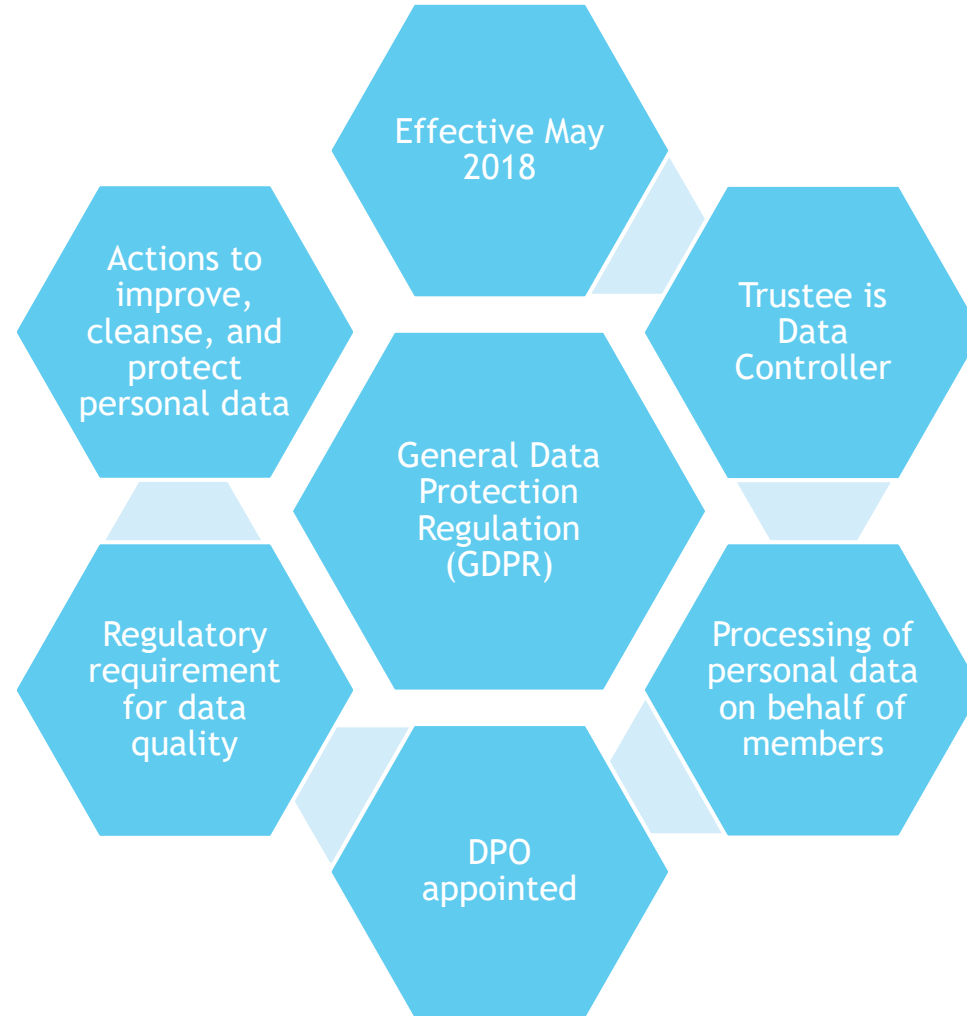 Effective May
2018
Trustee is
Data
Controller
Processing of
personal data
on behalf of
members
DPO
appointed
Regulatory
requirement
for data
quality
Actions to
improve,
cleanse, and
protect
personal data
General Data
Protection
Regulation
(GDPR)